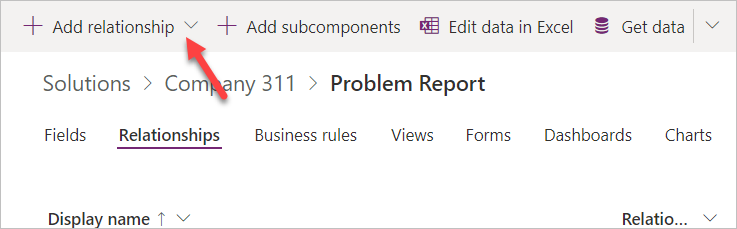 Add relationship Add subcomponents Edit data in Excel Get data
Solutions > Company 311 > Problem Report
Fields Relationships Business rules Views Forms Dashboards Charts
Display name ↑ Relatio...